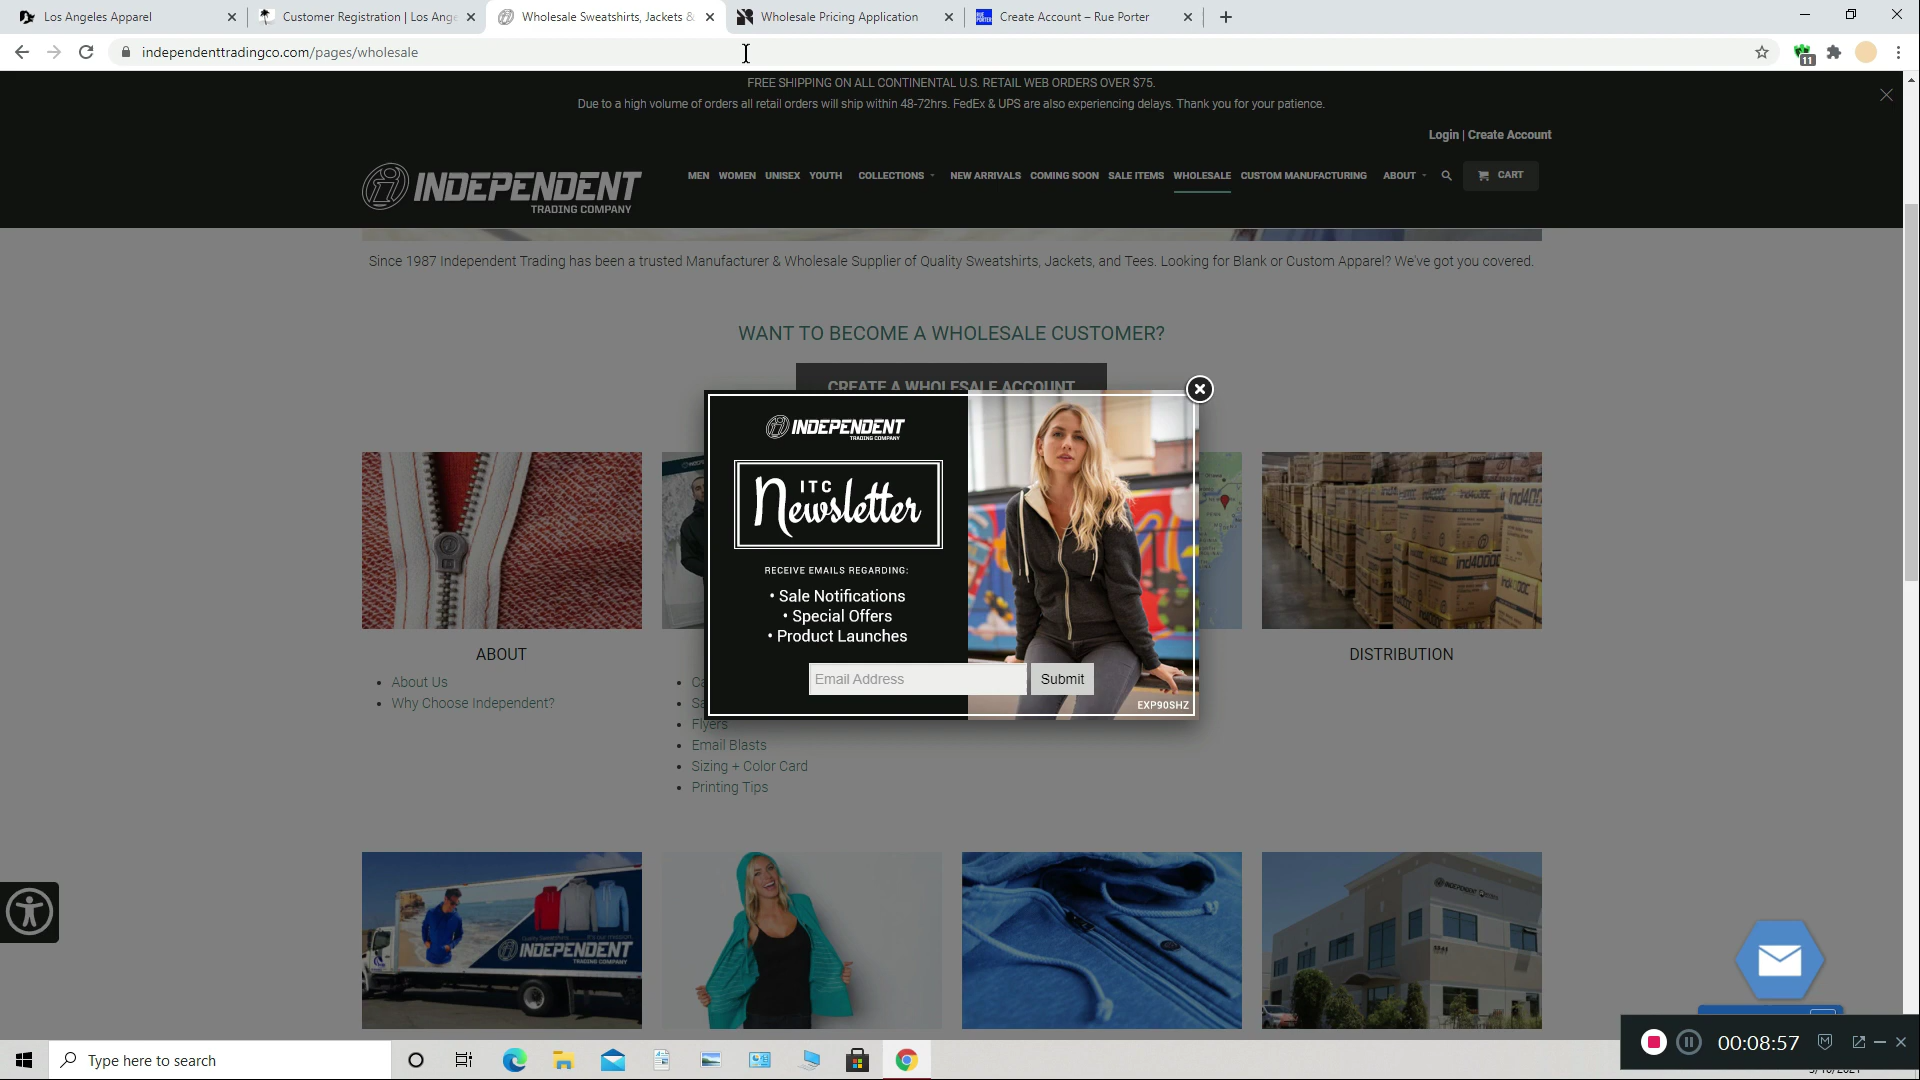 Los Angeles Apparel
Customer Registration | Los Ange
Wholesale Sweatshirts, Jackets &
Wholesale Pricing Application
Create Account – Rue Porter
independenttradingco.com/pages/wholesale
11
FREE SHIPPING ON ALL CONTINENTAL U.S. RETAIL WEB ORDERS OVER $75.
Due to a high volume of orders all retail orders will ship within 48-72hrs. FedEx & UPS are also experiencing delays. Thank you for your patience.
Login | Create Account
INDEPENDENT
TRADING COMPANY
MEN WOMEN UNISEX YOUTH COLLECTIONS NEW ARRIVALS COMING SOON SALE ITEMS WHOLESALE CUSTOM MANUFACTURING ABOUT CART
Since 1987 Independent Trading has been a trusted Manufacturer & Wholesale Supplier of Quality Sweatshirts, Jackets, and Tees. Looking for Blank or Custom Apparel? We've got you covered.
WANT TO BECOME A WHOLESALE CUSTOMER?
CREATE A WHOLESALE ACCOUNT
INDEPENDENT
TRADING COMPANY
ITC
Newsletter
RECEIVE EMAILS REGARDING:
• Sale Notifications
• Special Offers
• Product Launches
Email Address
Submit
EXP90SHZ
ABOUT
• About Us
• Why Choose Independent?
• Ca
• Sa
• Flyers
• Email Blasts
• Sizing + Color Card
• Printing Tips
DISTRIBUTION
INDEPENDENT
TRADING COMPANY
Type here to search
00:08:57